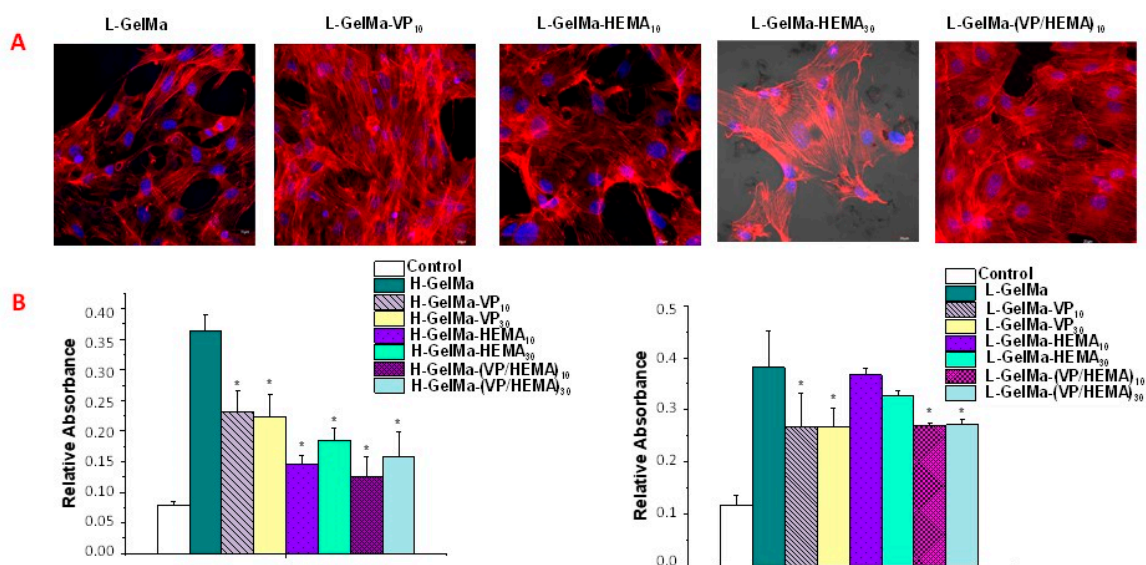 A
L-GelMa
L-GelMa-VP₁₀
L-GelMa-HEMA₁₀
L-GelMa-HEMA₃₀
L-GelMa-(VP/HEMA)₁₀
B
Relative Absorbance
0.40
0.35
0.30
0.25
0.20
0.15
0.10
0.05
0.00
Control
H-GelMa
H-GelMa-VP₁₀
H-GelMa-VP₃₀
H-GelMa-HEMA₁₀
H-GelMa-HEMA₃₀
H-GelMa-(VP/HEMA)₁₀
H-GelMa-(VP/HEMA)₃₀
* * * * * *
Relative Absorbance
0.5
0.4
0.3
0.2
0.1
0.0
Control
L-GelMa
L-GelMa-VP₁₀
L-GelMa-VP₃₀
L-GelMa-HEMA₁₀
L-GelMa-HEMA₃₀
L-GelMa-(VP/HEMA)₁₀
L-GelMa-(VP/HEMA)₃₀
* * * *